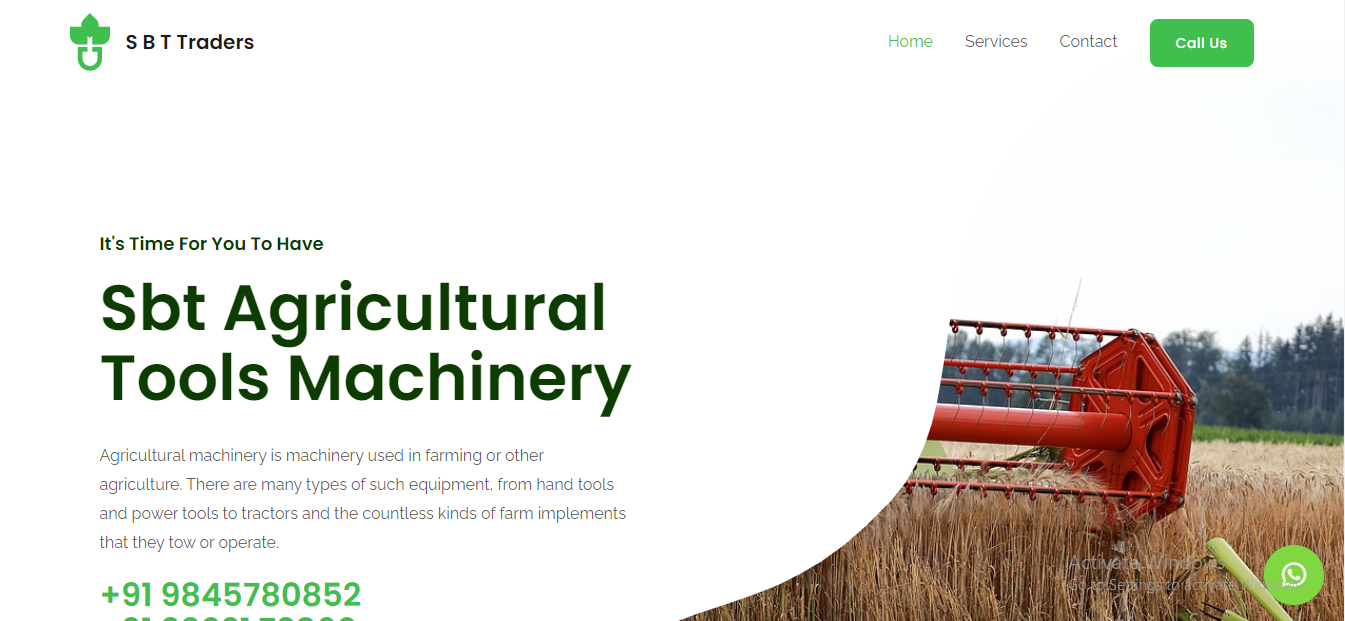 S B T Traders
Home
Services
Contact
Call Us
It's Time For You To Have
Sbt Agricultural
Tools Machinery
Agricultural machinery is machinery used in farming or other
agriculture. There are many types of such equipment, from hand tools
and power tools to tractors and the countless kinds of farm implements
that they tow or operate.
+91 9845780852
Activate Windows
Go to Settings to activate